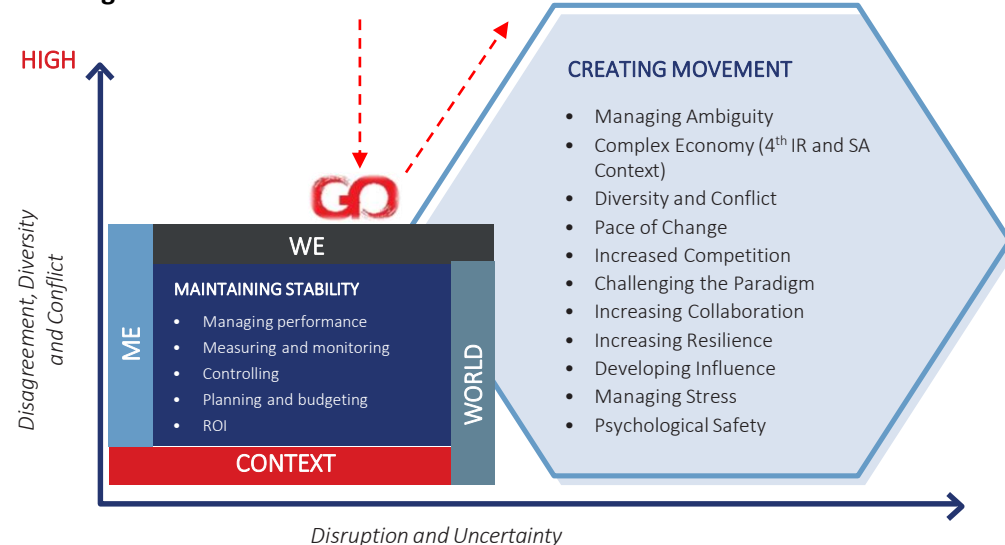 HIGH
CREATING MOVEMENT
• Managing Ambiguity
• Complex Economy (4th IR and SA
Context)
• Diversity and Conflict
• Pace of Change
• Increased Competition
• Challenging the Paradigm
• Increasing Collaboration
• Increasing Resilience
• Developing Influence
• Managing Stress
• Psychological Safety
GO
WE
ME
MAINTAINING STABILITY
• Managing performance
• Measuring and monitoring
• Controlling
• Planning and budgeting
• ROI
WORLD
CONTEXT
Disagreement, Diversity
and Conflict
Disruption and Uncertainty